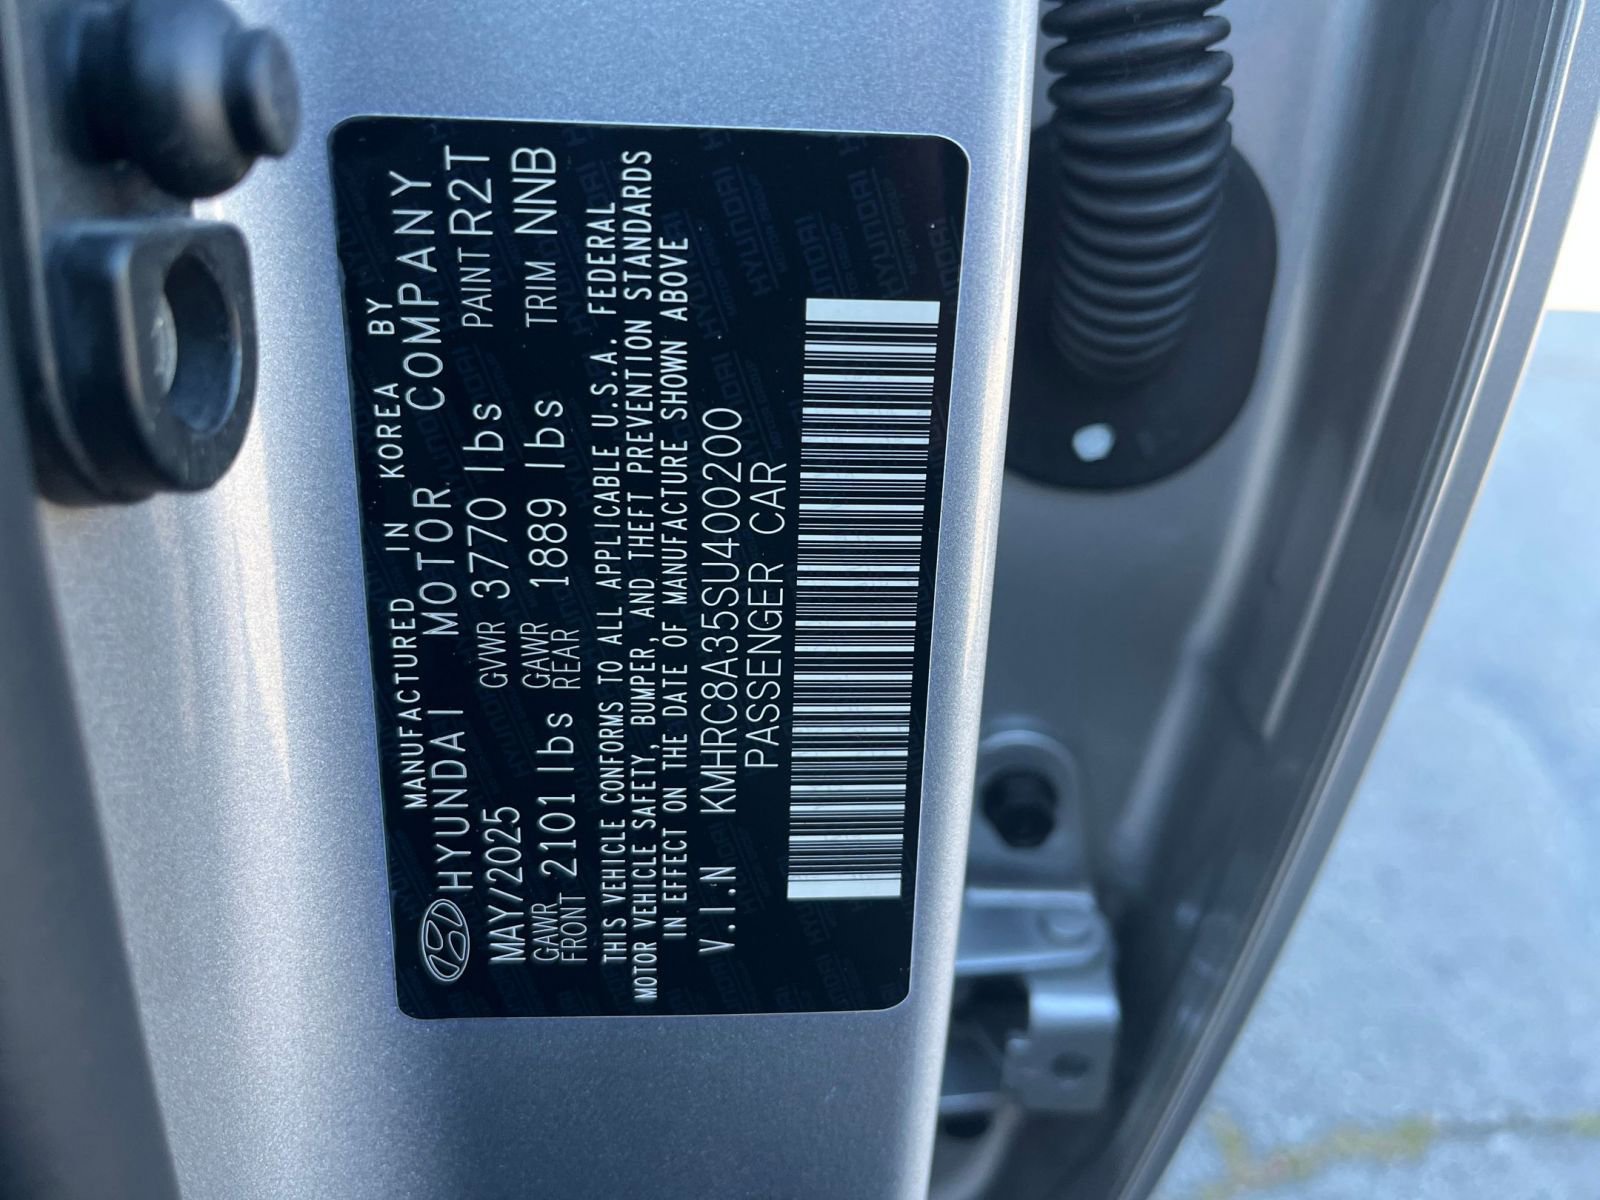 MANUFACTURED IN KOREA BY
HYUNDAI MOTOR COMPANY
MAY/2025 GVWR 3770 lbs PAINT R2T
GAWR FRONT 2101 lbs GAWR REAR 1889 lbs TRIM NNB
THIS VEHICLE CONFORMS TO ALL APPLICABLE U.S.A. FEDERAL
MOTOR VEHICLE SAFETY, BUMPER, AND THEFT PREVENTION STANDARDS
IN EFFECT ON THE DATE OF MANUFACTURE SHOWN ABOVE
V.I.N KMHRC8A35SU400200
PASSENGER CAR